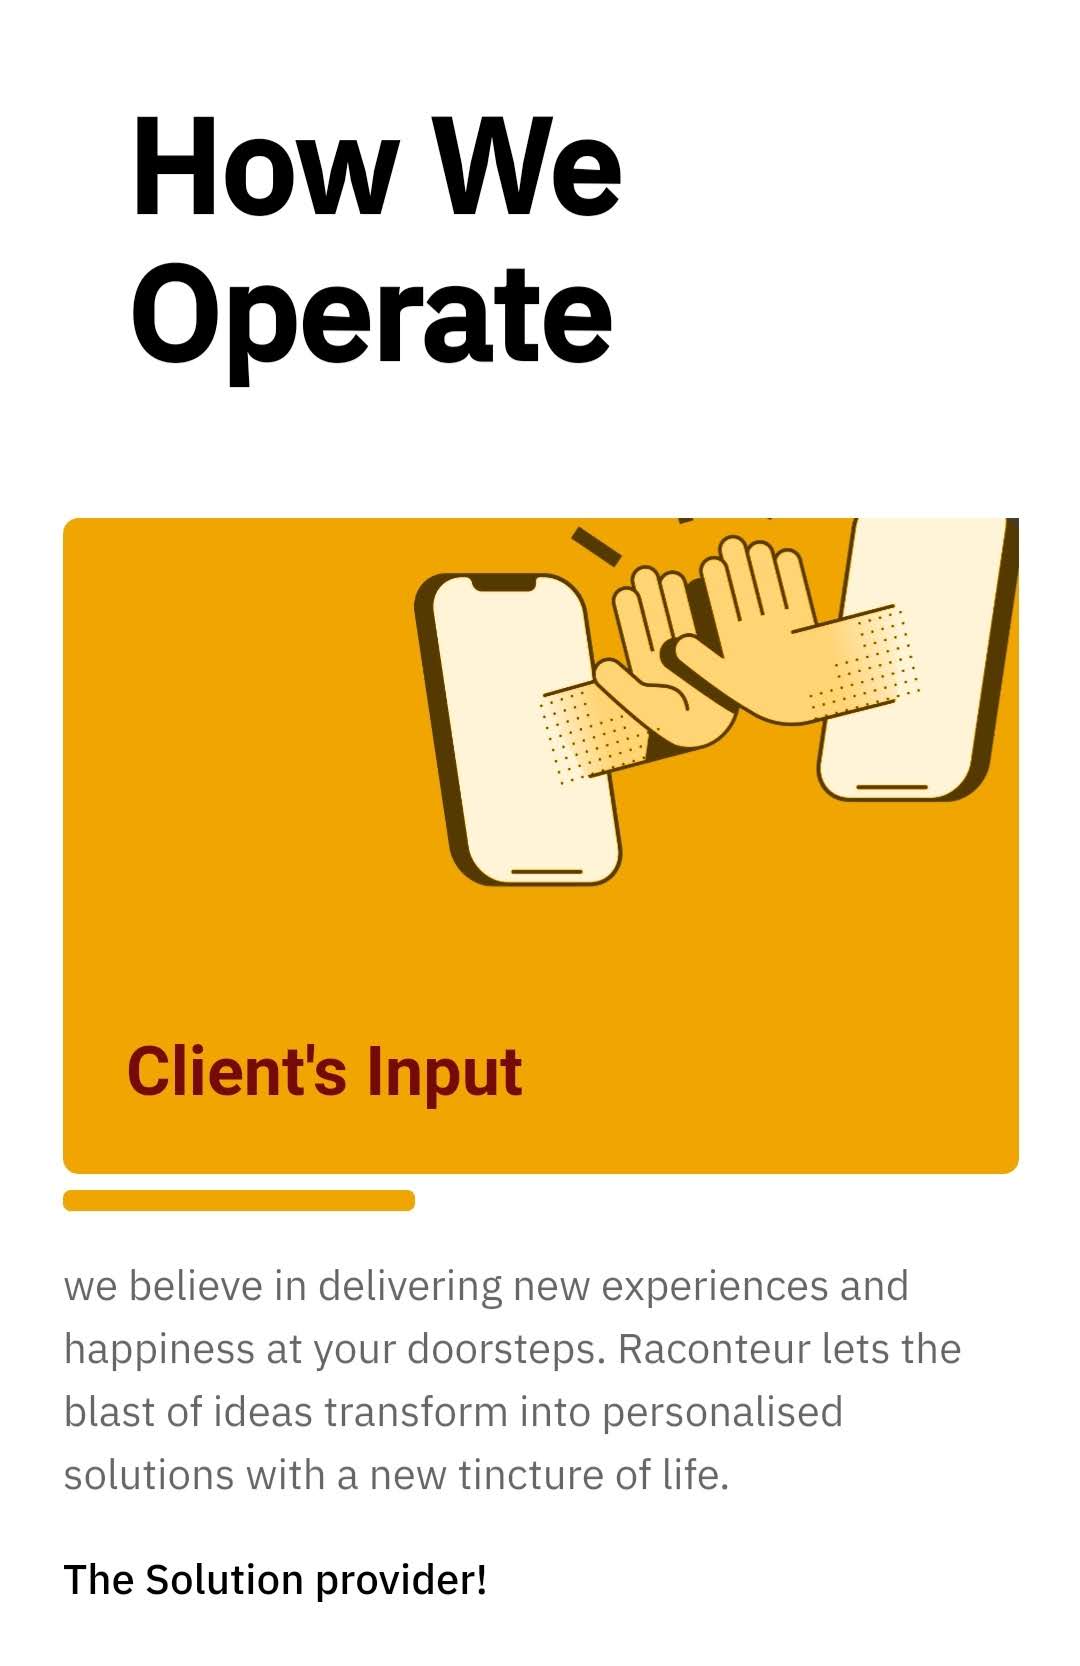 How We
Operate
Client's Input
we believe in delivering new experiences and
happiness at your doorsteps. Raconteur lets the
blast of ideas transform into personalised
solutions with a new tincture of life.
The Solution provider!